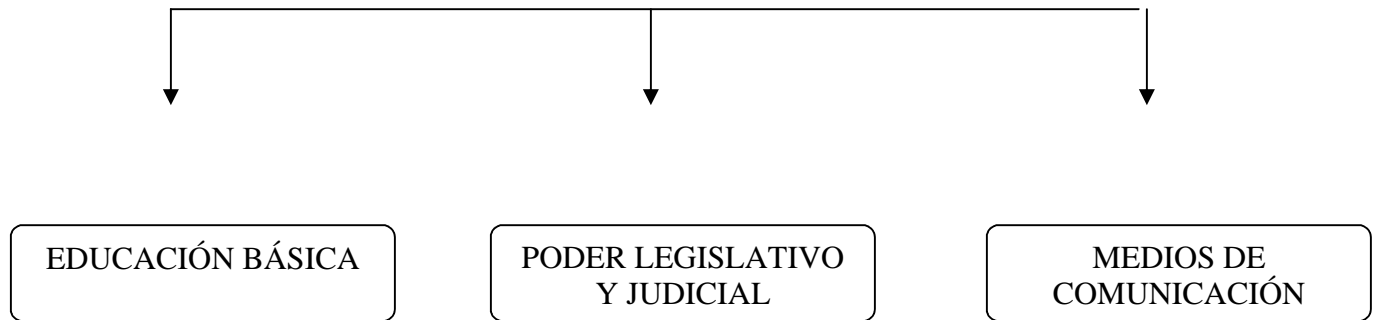 EDUCACIÓN BÁSICA
PODER LEGISLATIVO
Y JUDICIAL
MEDIOS DE
COMUNICACIÓN